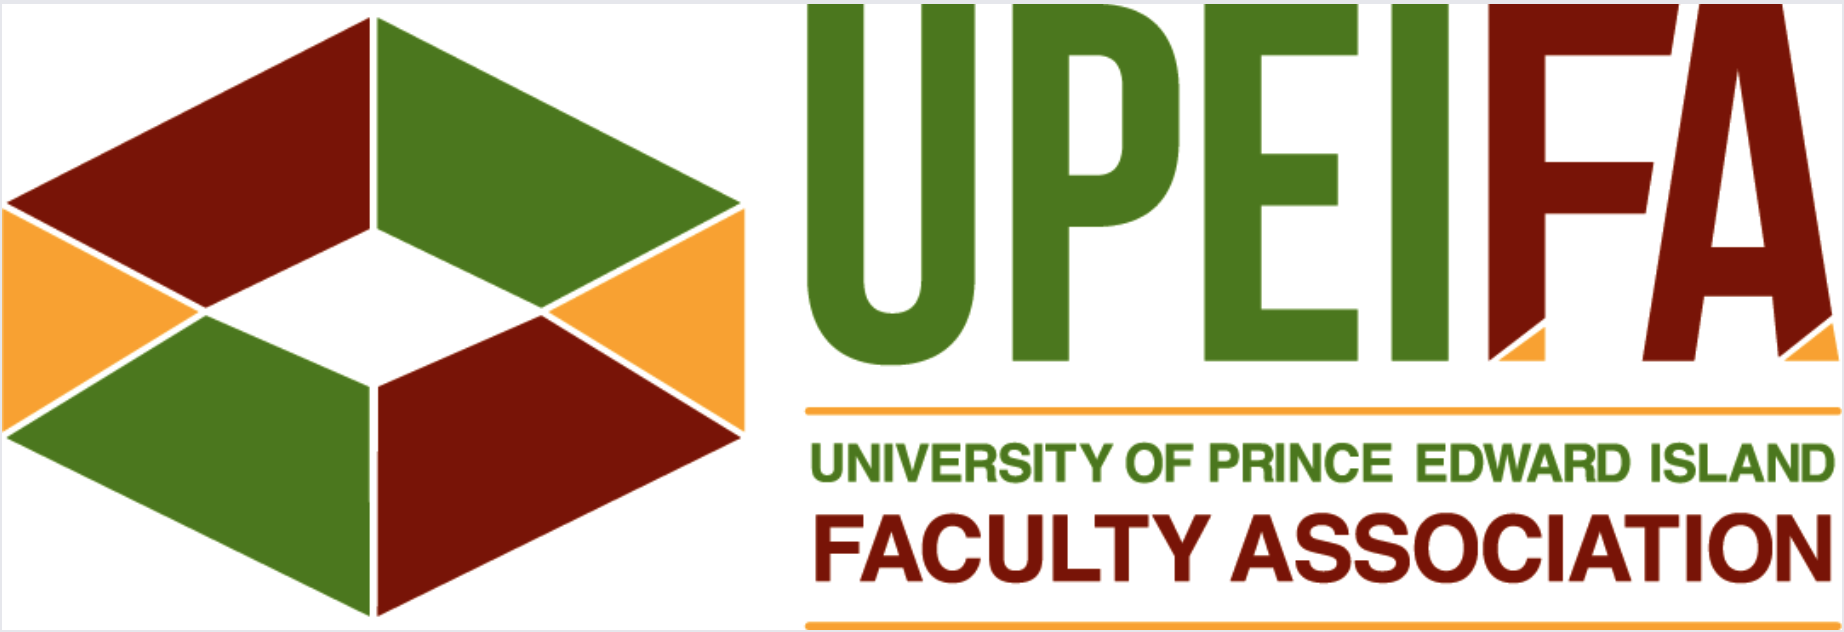 UPEIFA
UNIVERSITY OF PRINCE EDWARD ISLAND
FACULTY ASSOCIATION